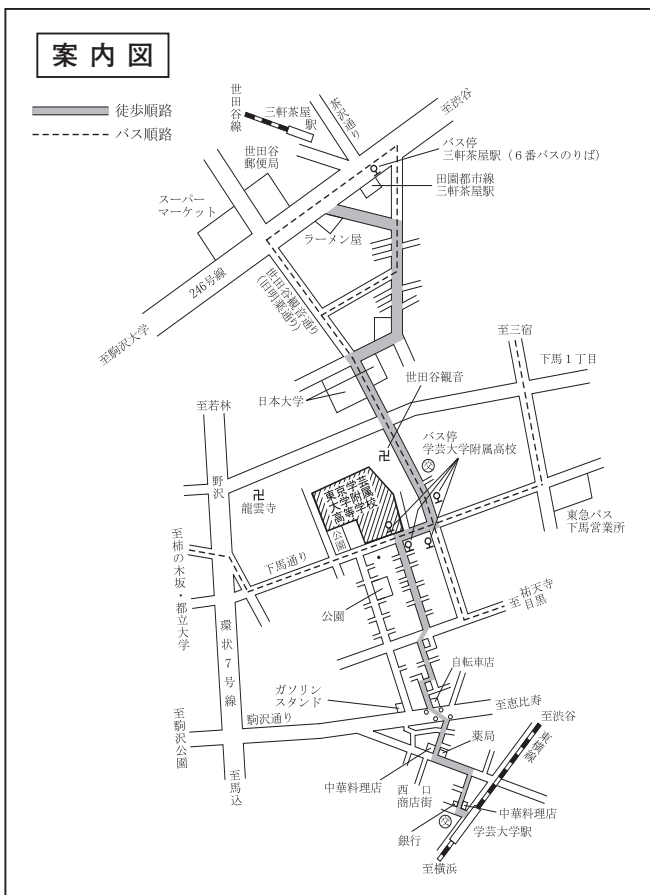 案内図
徒歩順路
バス順路
世田谷線
三軒茶屋駅
茶沢通り
至渋谷
バス停
三軒茶屋駅(6番バスのりば)
田園都市線
三軒茶屋駅
世田谷
郵便局
スーパー
マーケット
ラーメン屋
246号線
世田谷観音通り
(旧明薬通り)
至駒沢大学
至三宿
下馬1丁目
世田谷観音
日本大学
至若林
バス停
学芸大学附属高校
野沢
卍
卍
龍雲寺
東京学芸
大学附属
高等学校
公園
東急バス
下馬営業所
下馬通り
至柿の木坂・都立大学
至祐天寺
目黒
公園
環状7号線
自転車店
ガソリン
スタンド
至恵比寿
駒沢通り
至渋谷
至駒沢公園
薬局
東横線
至馬込
中華料理店
西口
商店街
中華料理店
学芸大学駅
銀行
至横浜